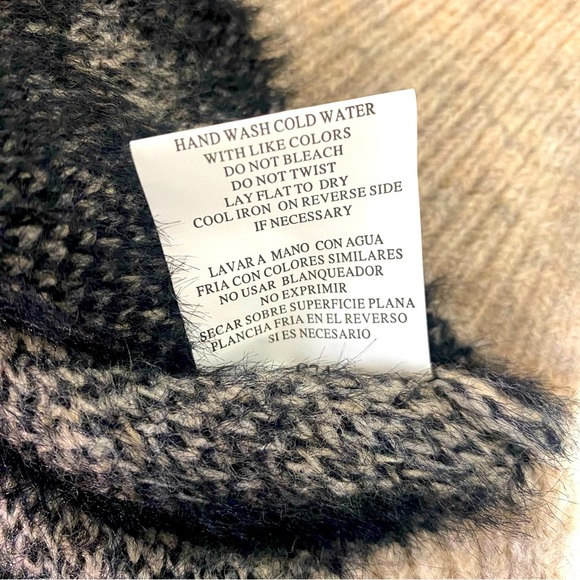 HAND WASH COLD WATER
WITH LIKE COLORS
DO NOT BLEACH
DO NOT TWIST
LAY FLAT TO DRY
COOL IRON ON REVERSE SIDE
IF NECESSARY
LAVAR A MANO CON AGUA
FRIA CON COLORES SIMILARES
NO USAR BLANQUEADOR
NO EXPRIMIR
SECAR SOBRE SUPERFICIE PLANA
PLANCHA FRIA EN EL REVERSO
SI ES NECESARIO